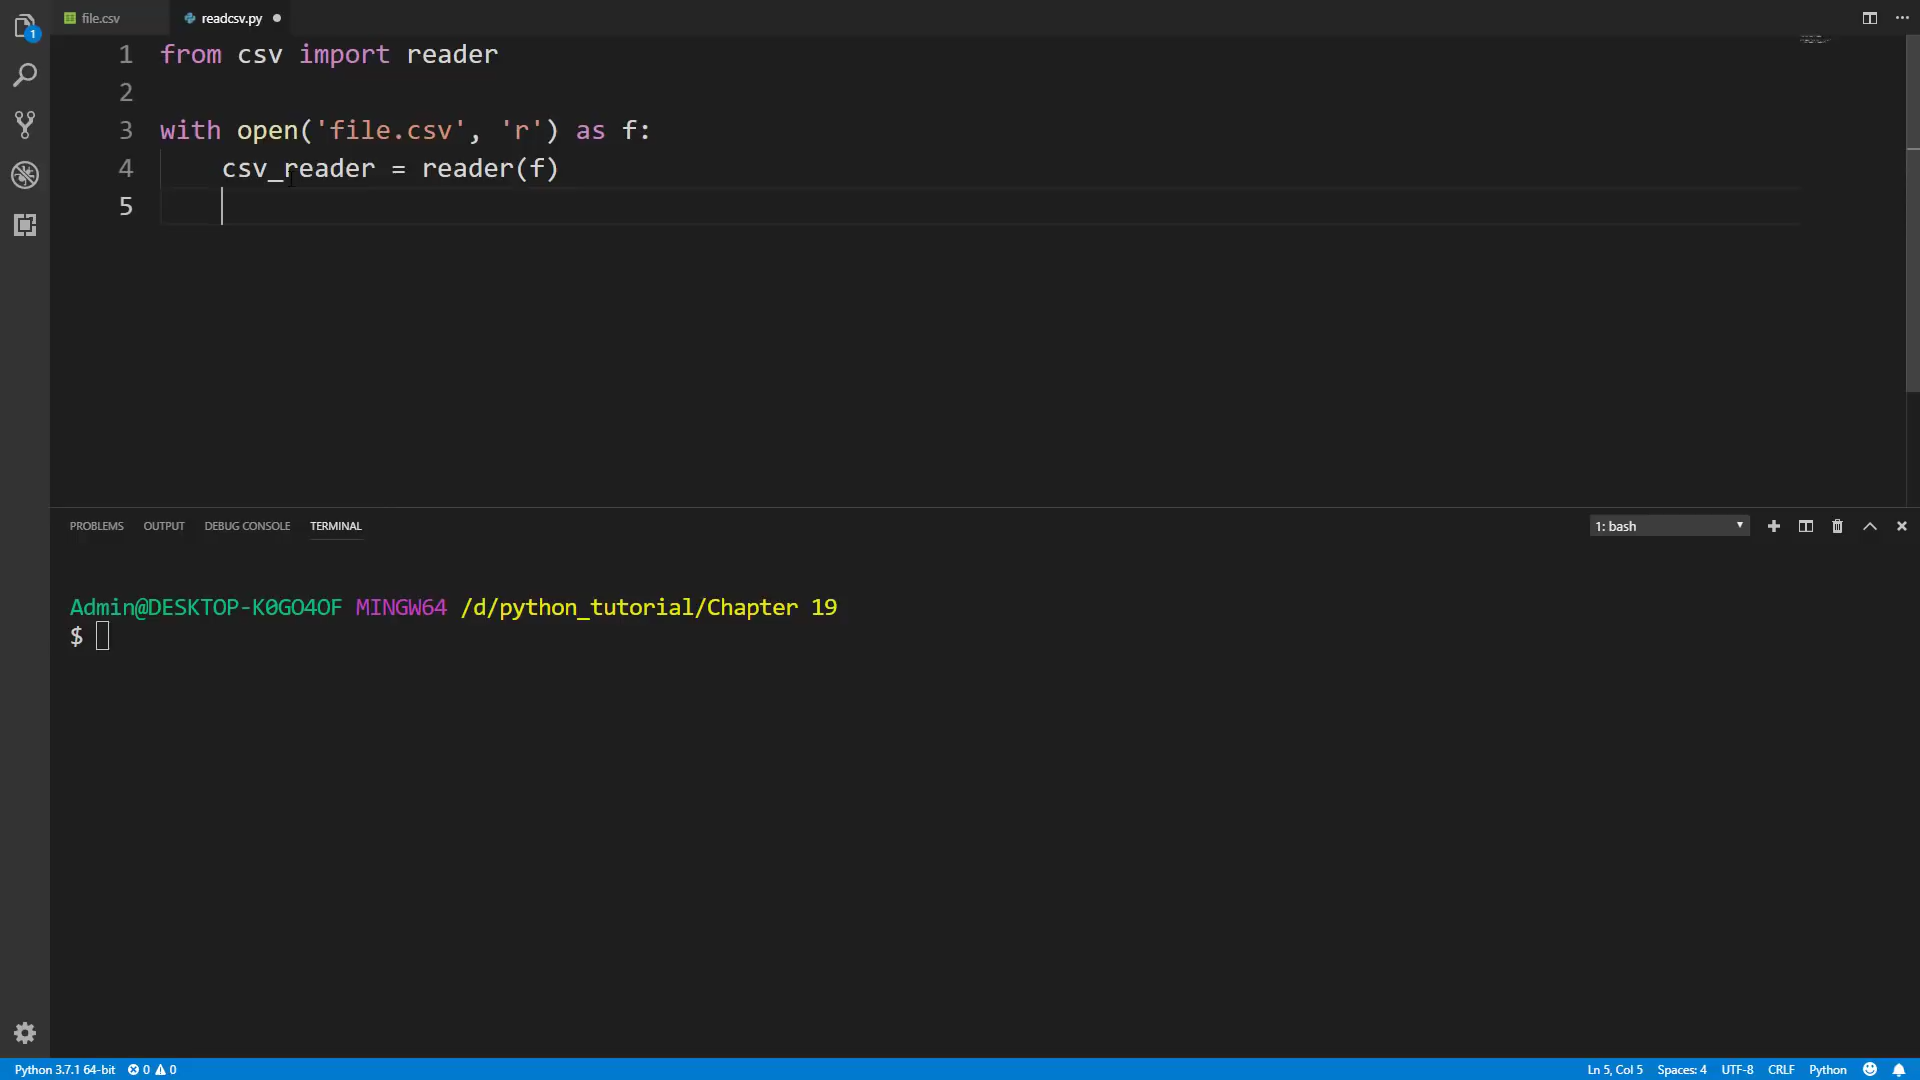 file.csv
readcsv.py
1
1 from csv import reader
2
3 with open('file.csv', 'r') as f:
4 csv_reader = reader(f)
5
PROBLEMS OUTPUT DEBUG CONSOLE TERMINAL
1: bash
Admin@DESKTOP-K0GO4OF MINGW64 /d/python_tutorial/Chapter 19
$
Python 3.7.1 64-bit 0 0 Ln 5, Col 5 Spaces: 4 UTF-8 CRLF Python